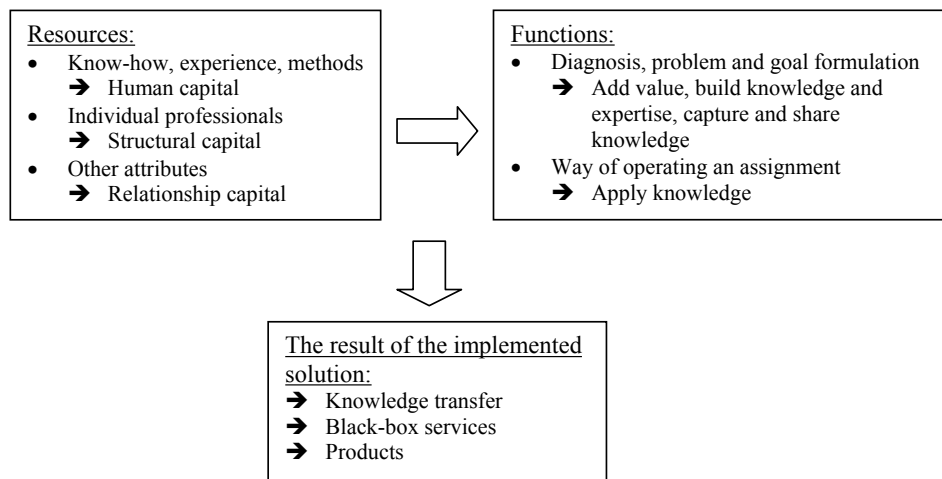 Resources:
• Know-how, experience, methods
➔ Human capital
• Individual professionals
➔ Structural capital
• Other attributes
➔ Relationship capital
Functions:
• Diagnosis, problem and goal formulation
➔ Add value, build knowledge and
expertise, capture and share
knowledge
• Way of operating an assignment
➔ Apply knowledge
The result of the implemented
solution:
➔ Knowledge transfer
➔ Black-box services
➔ Products